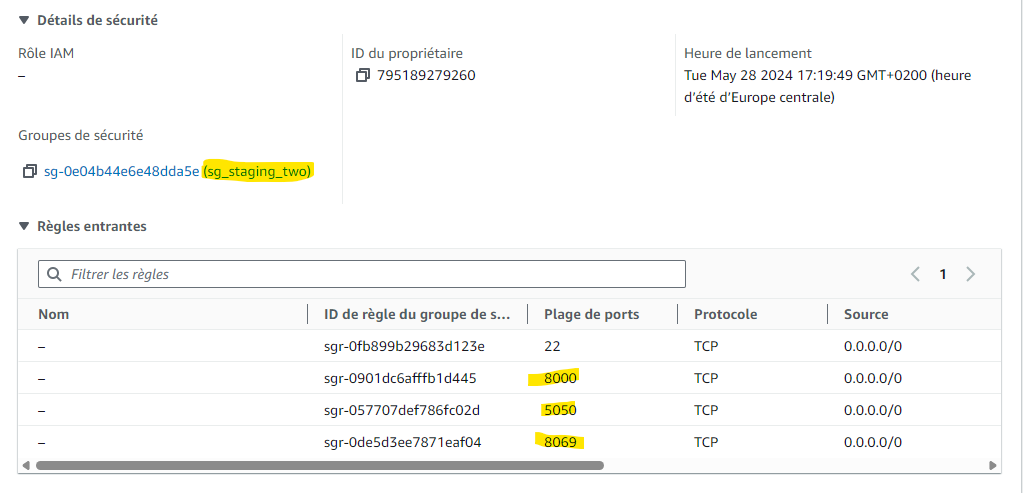 Détails de sécurité
Rôle IAM
–
ID du propriétaire
795189279260
Heure de lancement
Tue May 28 2024 17:19:49 GMT+0200 (heure
d'été d'Europe centrale)
Groupes de sécurité
sg-0e04b44e6e48dda5e (sg_staging_two)
Règles entrantes
Filtrer les règles
1
Nom ID de règle du groupe de s... Plage de ports Protocole Source
– sgr-0fb899b29683d123e 22 TCP 0.0.0.0/0
– sgr-0901dc6afffb1d445 8000 TCP 0.0.0.0/0
– sgr-057707def786fc02d 5050 TCP 0.0.0.0/0
– sgr-0de5d3ee7871eaf04 8069 TCP 0.0.0.0/0